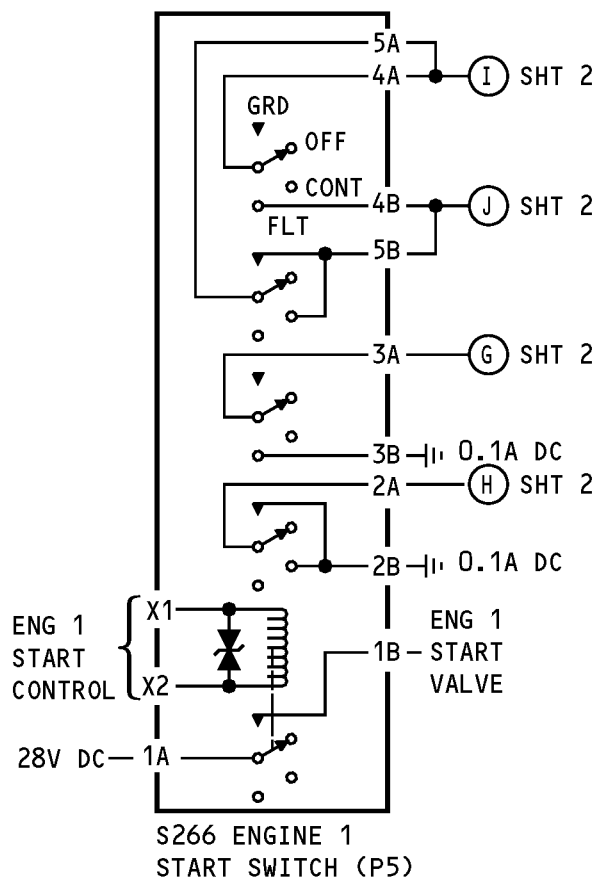 5A
4A I SHT 2
GRD
OFF
CONT
4B J SHT 2
FLT
5B
3A G SHT 2
3B 0.1A DC
2A H SHT 2
2B 0.1A DC
X1
ENG 1
START
CONTROL
X2
1B
ENG 1
START
VALVE
28V DC 1A
S266 ENGINE 1
START SWITCH (P5)